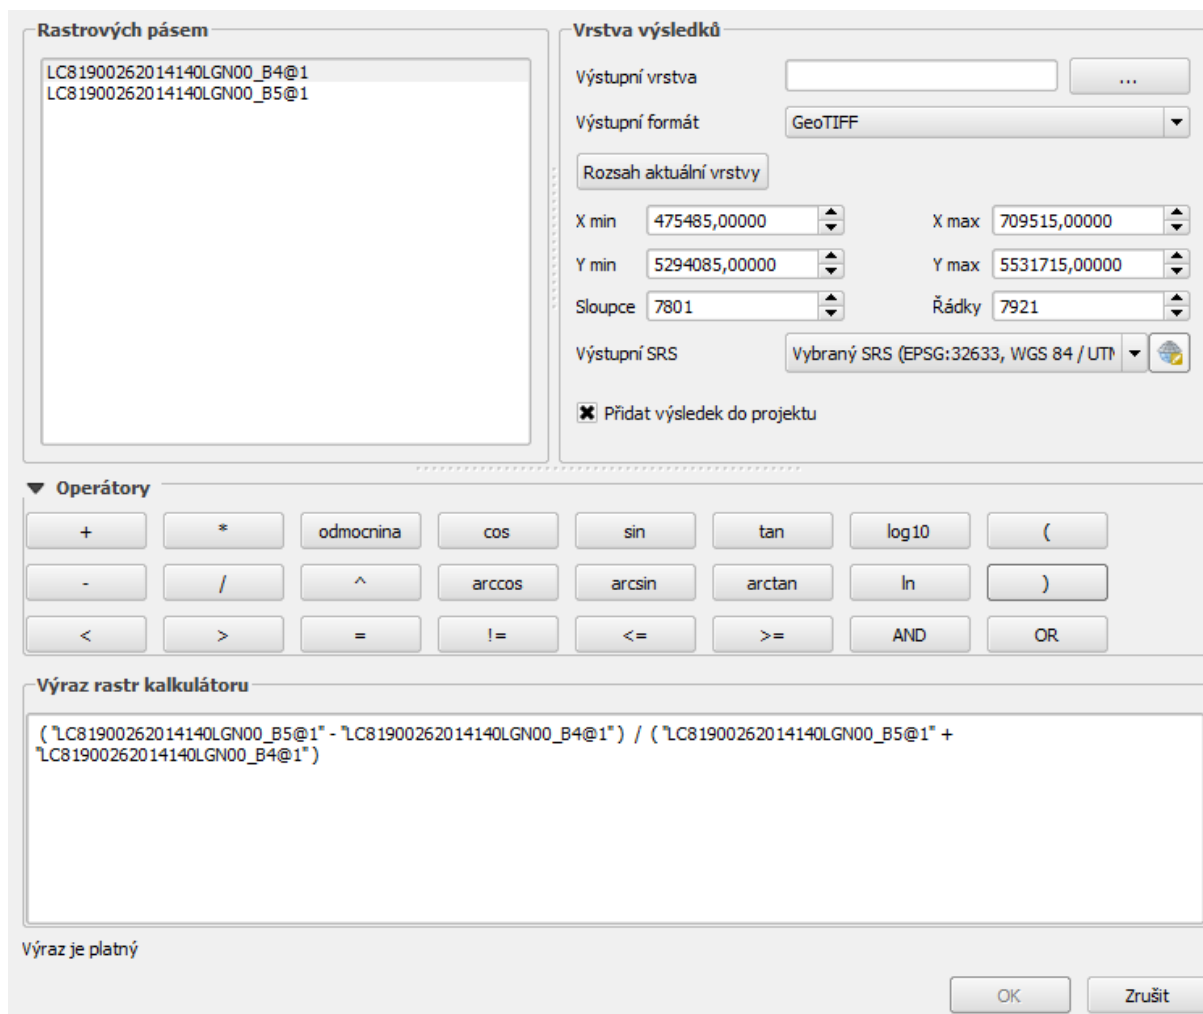 Rastrových pásem
LC81900262014140LGN00_B4@1
LC81900262014140LGN00_B5@1
Vrstva výsledků
Výstupní vrstva
...
Výstupní formát GeoTIFF
Rozsah aktuální vrstvy
X min 475485,00000 X max 709515,00000
Y min 5294085,00000 Y max 5531715,00000
Sloupce 7801 Řádky 7921
Výstupní SRS Vybraný SRS (EPSG:32633, WGS 84 / UTM
Přidat výsledek do projektu
Operátory
+ * odmocnina cos sin tan log10 (
- / ^ arccos arcsin arctan ln )
< > = != <= >= AND OR
Výraz rastr kalkulátoru
( "LC81900262014140LGN00_B5@1" - "LC81900262014140LGN00_B4@1" ) / ( "LC81900262014140LGN00_B5@1" +
"LC81900262014140LGN00_B4@1" )
Výraz je platný
OK Zrušit